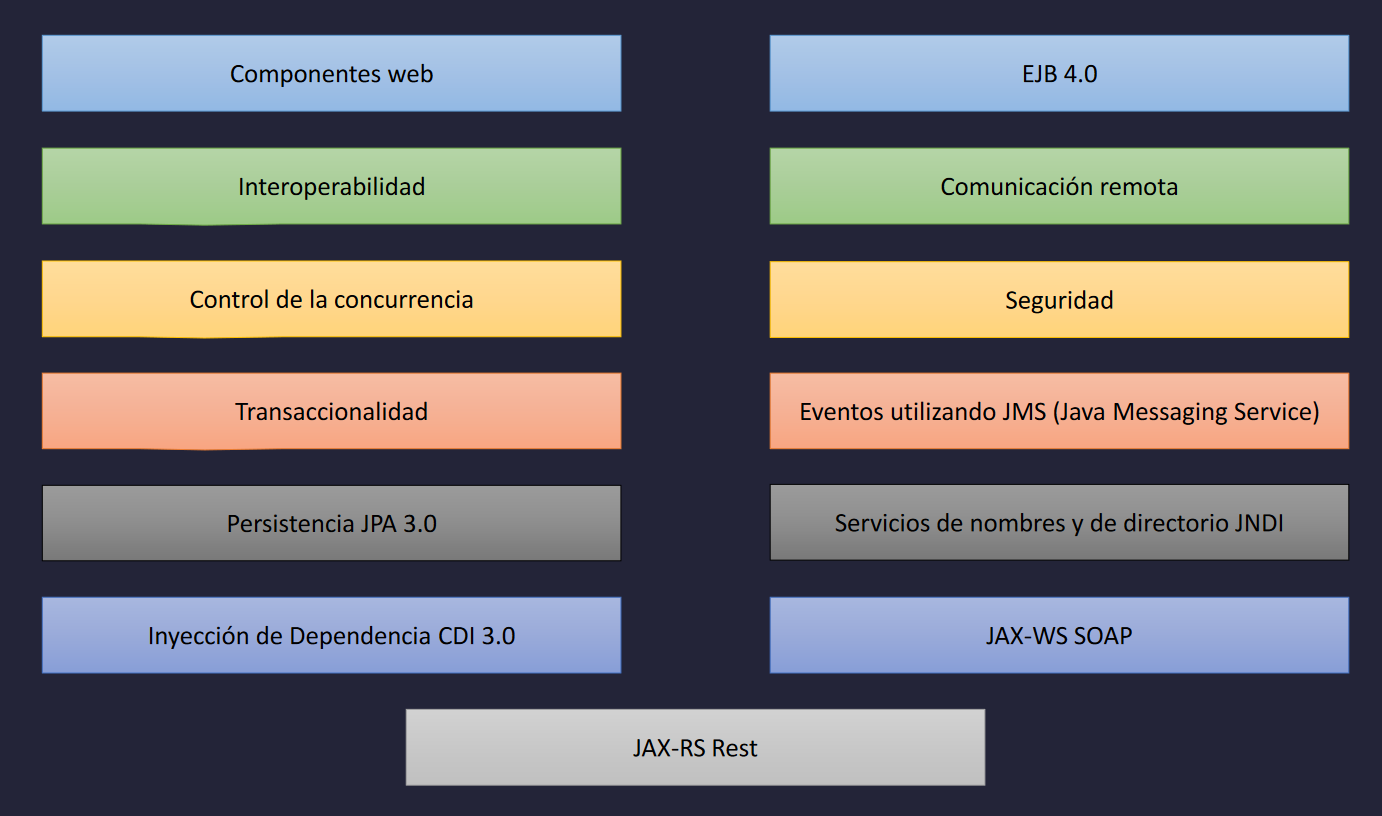 Componentes web
EJB 4.0
Interoperabilidad
Comunicación remota
Control de la concurrencia
Seguridad
Transaccionalidad
Eventos utilizando JMS (Java Messaging Service)
Persistencia JPA 3.0
Servicios de nombres y de directorio JNDI
Inyección de Dependencia CDI 3.0
JAX-WS SOAP
JAX-RS Rest